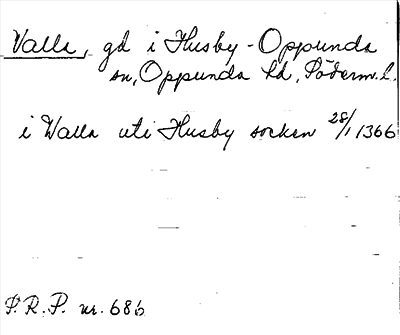 Valla, gd i Husby-Oppunda
sn, Oppunda hd, Söderm. l.
i Walla uti Husby socken 28/1 1366
P.R.P. nr. 686